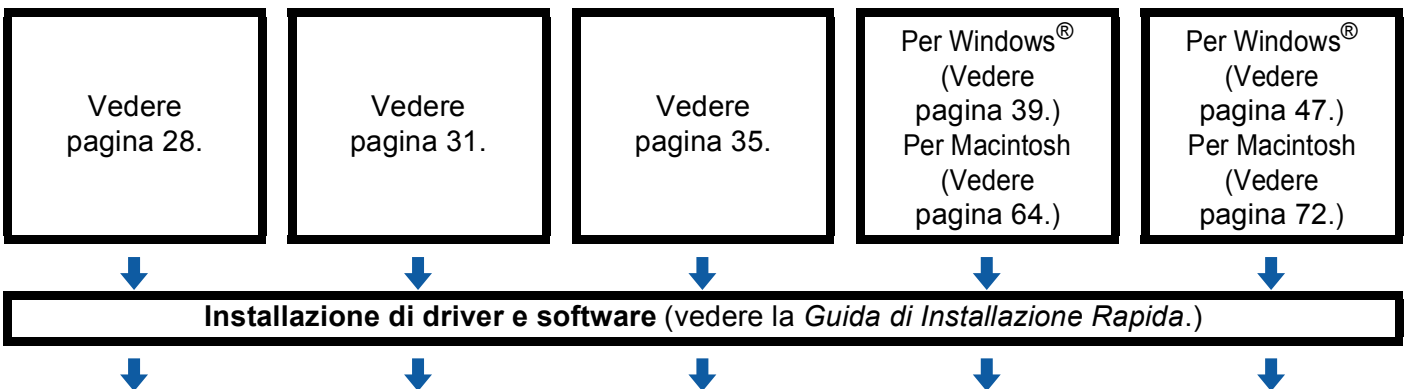 Vedere
pagina 28.
Vedere
pagina 31.
Vedere
pagina 35.
Per Windows®
(Vedere
pagina 39.)
Per Macintosh
(Vedere
pagina 64.)
Per Windows®
(Vedere
pagina 47.)
Per Macintosh
(Vedere
pagina 72.)
Installazione di driver e software (vedere la Guida di Installazione Rapida.)